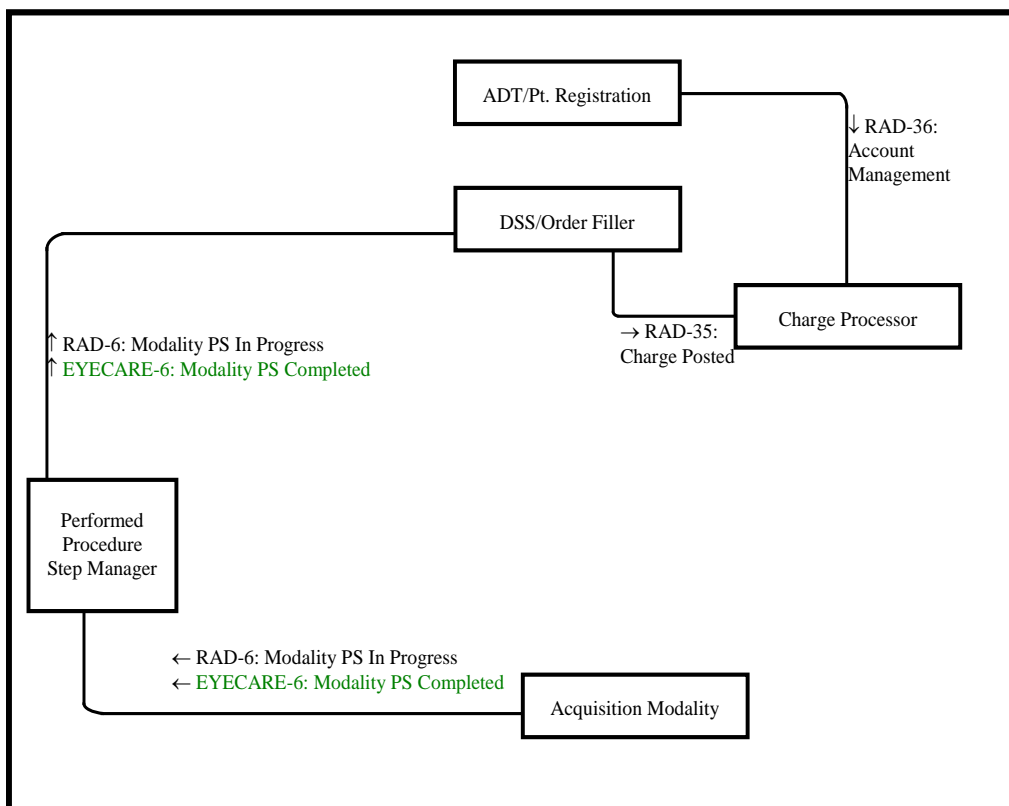 ADT/Pt. Registration
↓ RAD-36:
Account
Management
DSS/Order Filler
Charge Processor
→ RAD-35:
Charge Posted
↑ RAD-6: Modality PS In Progress
↑ EYECARE-6: Modality PS Completed
Performed
Procedure
Step Manager
← RAD-6: Modality PS In Progress
← EYECARE-6: Modality PS Completed
Acquisition Modality